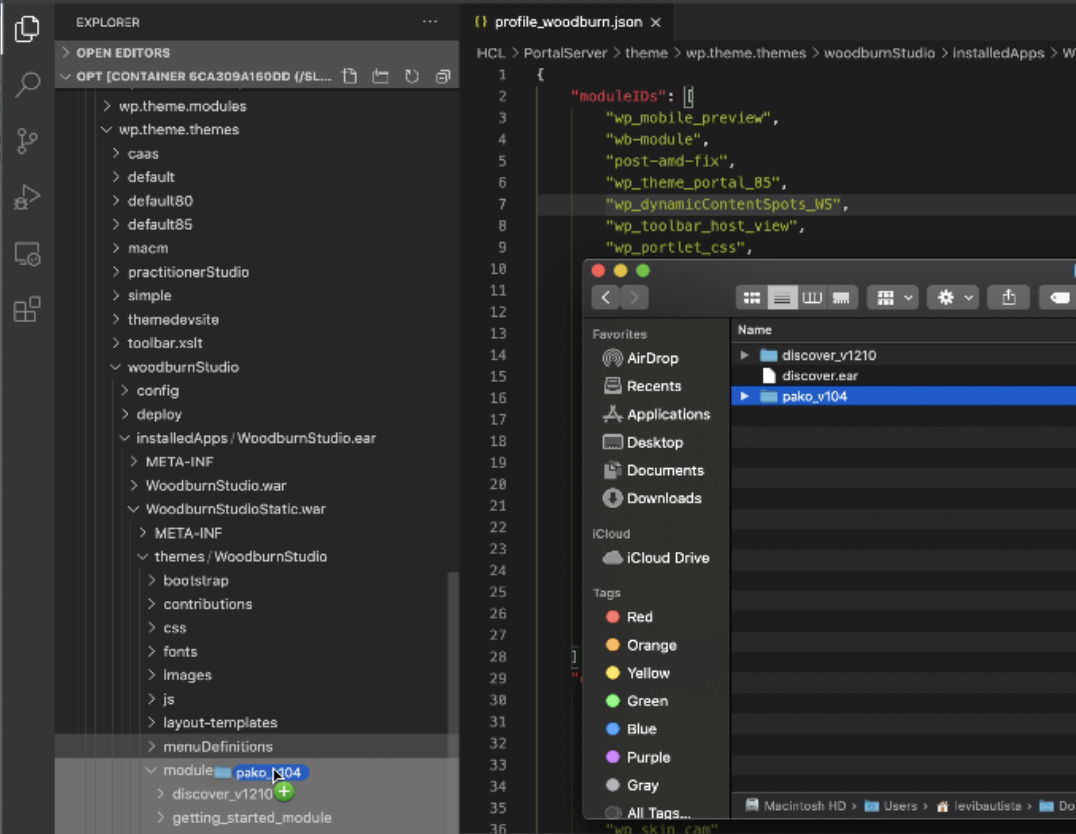 EXPLORER
OPEN EDITORS
OPT [CONTAINER 6CA309A160DD (/SL...
wp.theme.modules
wp.theme.themes
caas
default
default80
default85
macm
practitionerStudio
simple
themedevsite
toolbar.xslt
woodburnStudio
config
deploy
installedApps/WoodburnStudio.ear
META-INF
WoodburnStudio.war
WoodburnStudioStatic.war
META-INF
themes/WoodburnStudio
bootstrap
contributions
css
fonts
images
js
layout-templates
menuDefinitions
module
pako_v104
discover_v1210
getting_started_module
{} profile_woodburn.json ×
HCL > PortalServer > theme > wp.theme.themes > woodburnStudio > installedApps > W
1 {
2 "moduleIDs": [
3 "wp_mobile_preview",
4 "wb-module",
5 "post-amd-fix",
6 "wp_theme_portal_85",
7 "wp_dynamicContentSpots_WS",
8 "wp_toolbar_host_view",
9 "wp_portlet_css",
10
11
12
13
14
15
16
17
18
19
20
21
22
23
24
25
26
27
28 ]
29 "
30
31
32
33
34
35
36 "wp_skin_cam"
Favorites
AirDrop
Recents
Applications
Desktop
Documents
Downloads
iCloud
iCloud Drive
Tags
Red
Orange
Yellow
Green
Blue
Purple
Gray
All Tags...
Name
discover_v1210
discover.ear
pako_v104
Macintosh HD > Users > levibautista > Do